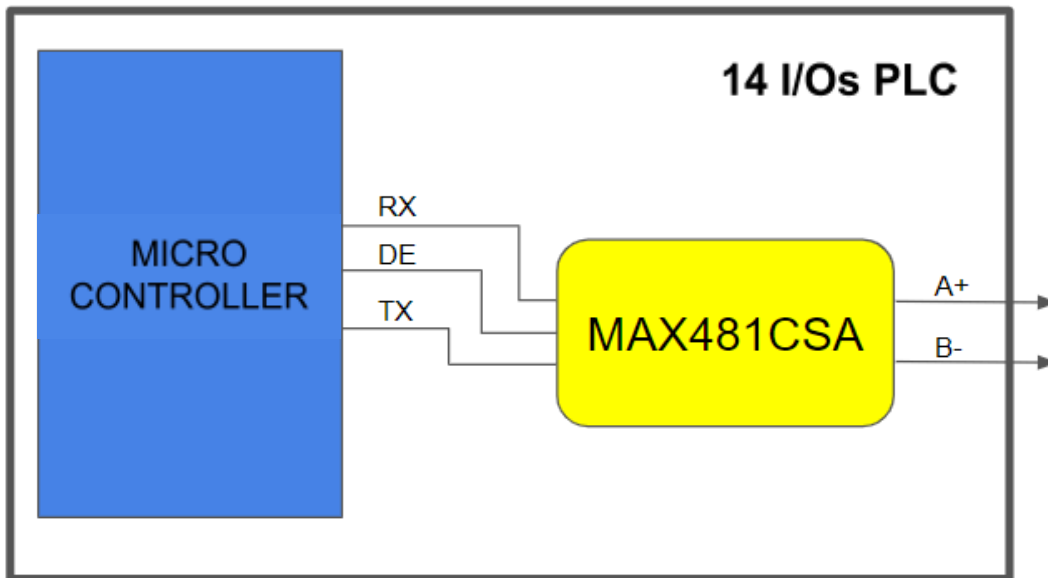 14 I/Os PLC
RX
DE
TX
MICRO
CONTROLLER
MAX481CSA
A+
B-